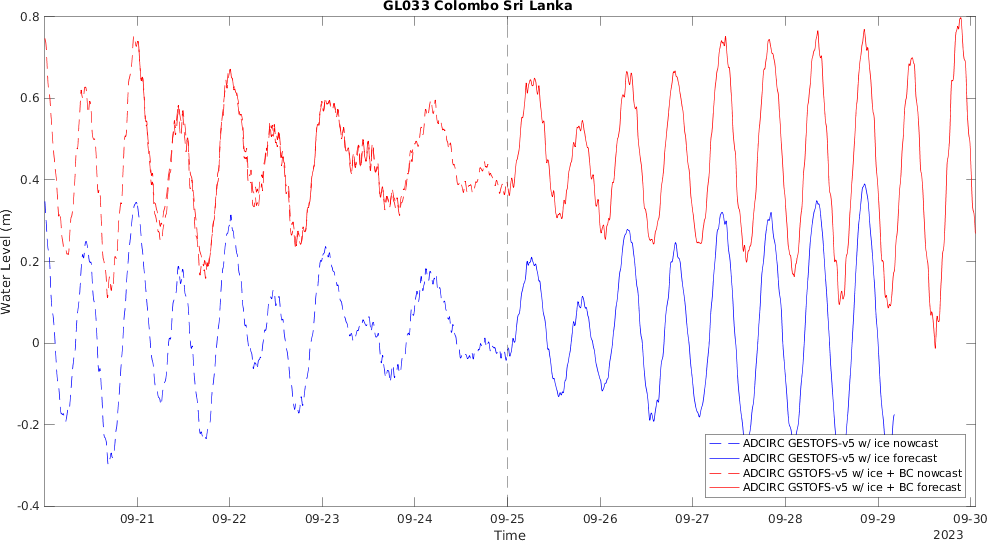 GL033 Colombo Sri Lanka
0.8
0.6
0.4
0.2
0
-0.2
-0.4
Water Level (m)
ADCIRC GESTOFS-v5 w/ ice nowcast
ADCIRC GESTOFS-v5 w/ ice forecast
ADCIRC GSTOFS-v5 w/ ice + BC nowcast
ADCIRC GSTOFS-v5 w/ ice + BC forecast
09-21 09-22 09-23 09-24 09-25 09-26 09-27 09-28 09-29 09-30
Time
2023